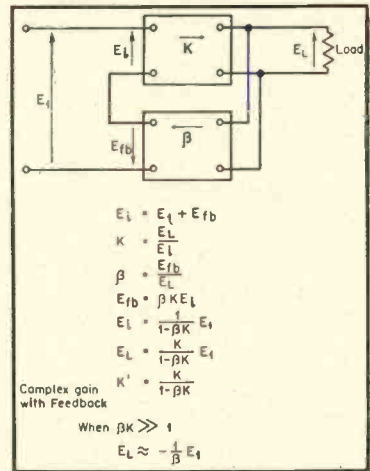 E₁
Eᵢ
K
E_L
Load
E_fb
β
Eᵢ = E₁ + E_fb
K = E_L / Eᵢ
β = E_fb / E_L
E_fb = βKEᵢ
Eᵢ = 1 / (1-βK) E₁
E_L = K / (1-βK) E₁
K' = K / (1-βK)
Complex gain
with Feedback
When βK ≫ 1
E_L ≈ - 1/β E₁